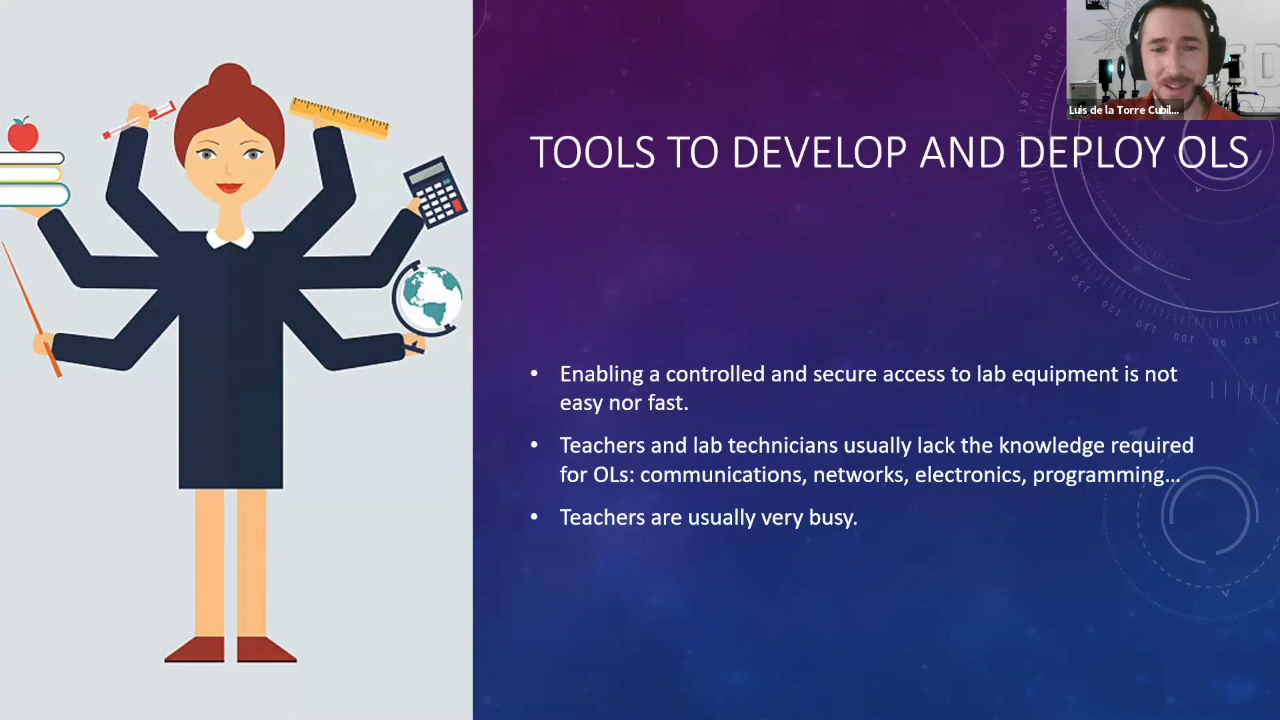 Luis de la Torre Cubil...
TOOLS TO DEVELOP AND DEPLOY OLS
• Enabling a controlled and secure access to lab equipment is not
easy nor fast.
• Teachers and lab technicians usually lack the knowledge required
for OLs: communications, networks, electronics, programming...
• Teachers are usually very busy.